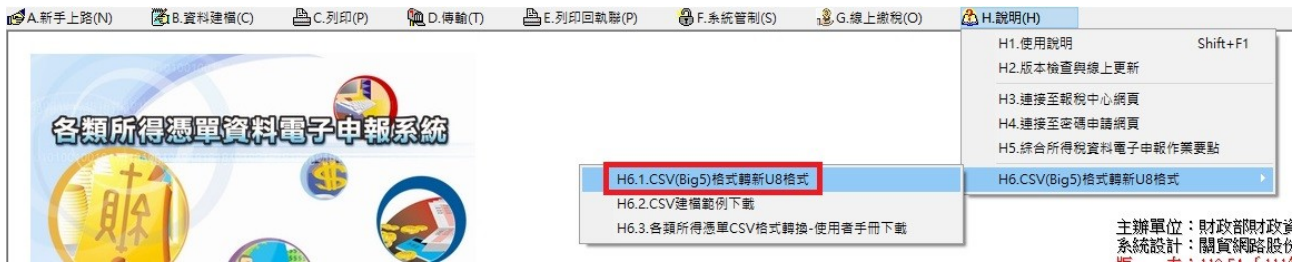 A.新手上路(N) B.資料建檔(C) C.列印(P) D.傳輸(T) E.列印回執聯(P) F.系統管制(S) G.線上繳稅(O) H.說明(H)
H1.使用說明 Shift+F1
H2.版本檢查與線上更新
H3.連接至報稅中心網頁
H4.連接至密碼申請網頁
H5.綜合所得稅資料電子申報作業要點
H6.CSV(Big5)格式轉新U8格式
H6.1.CSV(Big5)格式轉新U8格式
H6.2.CSV建檔範例下載
H6.3.各類所得憑單CSV格式轉換-使用者手冊下載
各類所得憑單資料電子申報系統
主辦單位：財政部財政資
系統設計：關貿網路股份